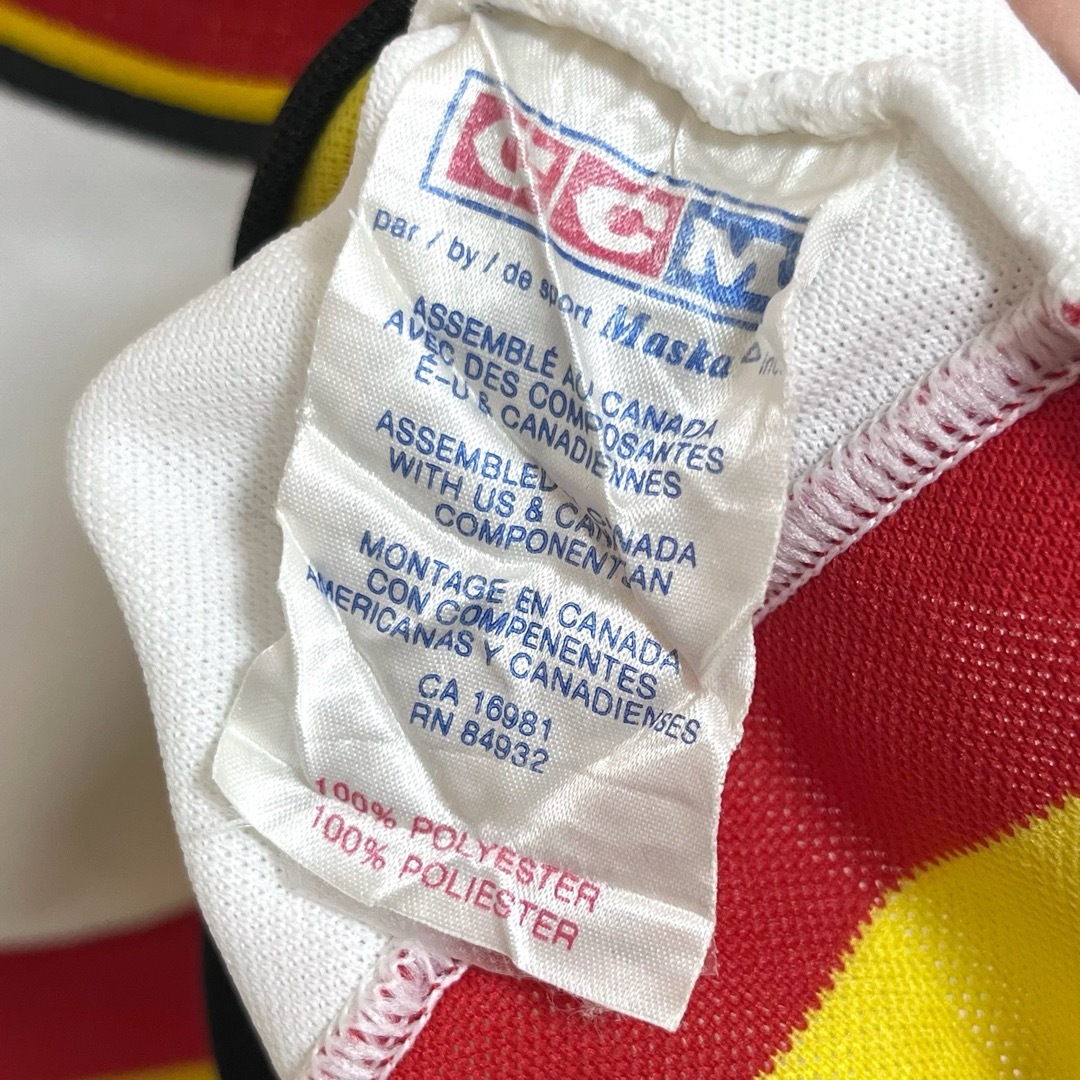 CCM
par / by / de sport Maska inc.
ASSEMBLÉ AU CANADA
AVEC DES COMPOSANTES
É-U & CANADIENNES
ASSEMBLED CANADA
WITH US & CANADIAN
COMPONENTS
MONTAGE EN CANADA
CON COMPENENTES
AMERICANAS Y CANADIENSES
CA 16981
RN 84932
100% POLYESTER
100% POLIESTER